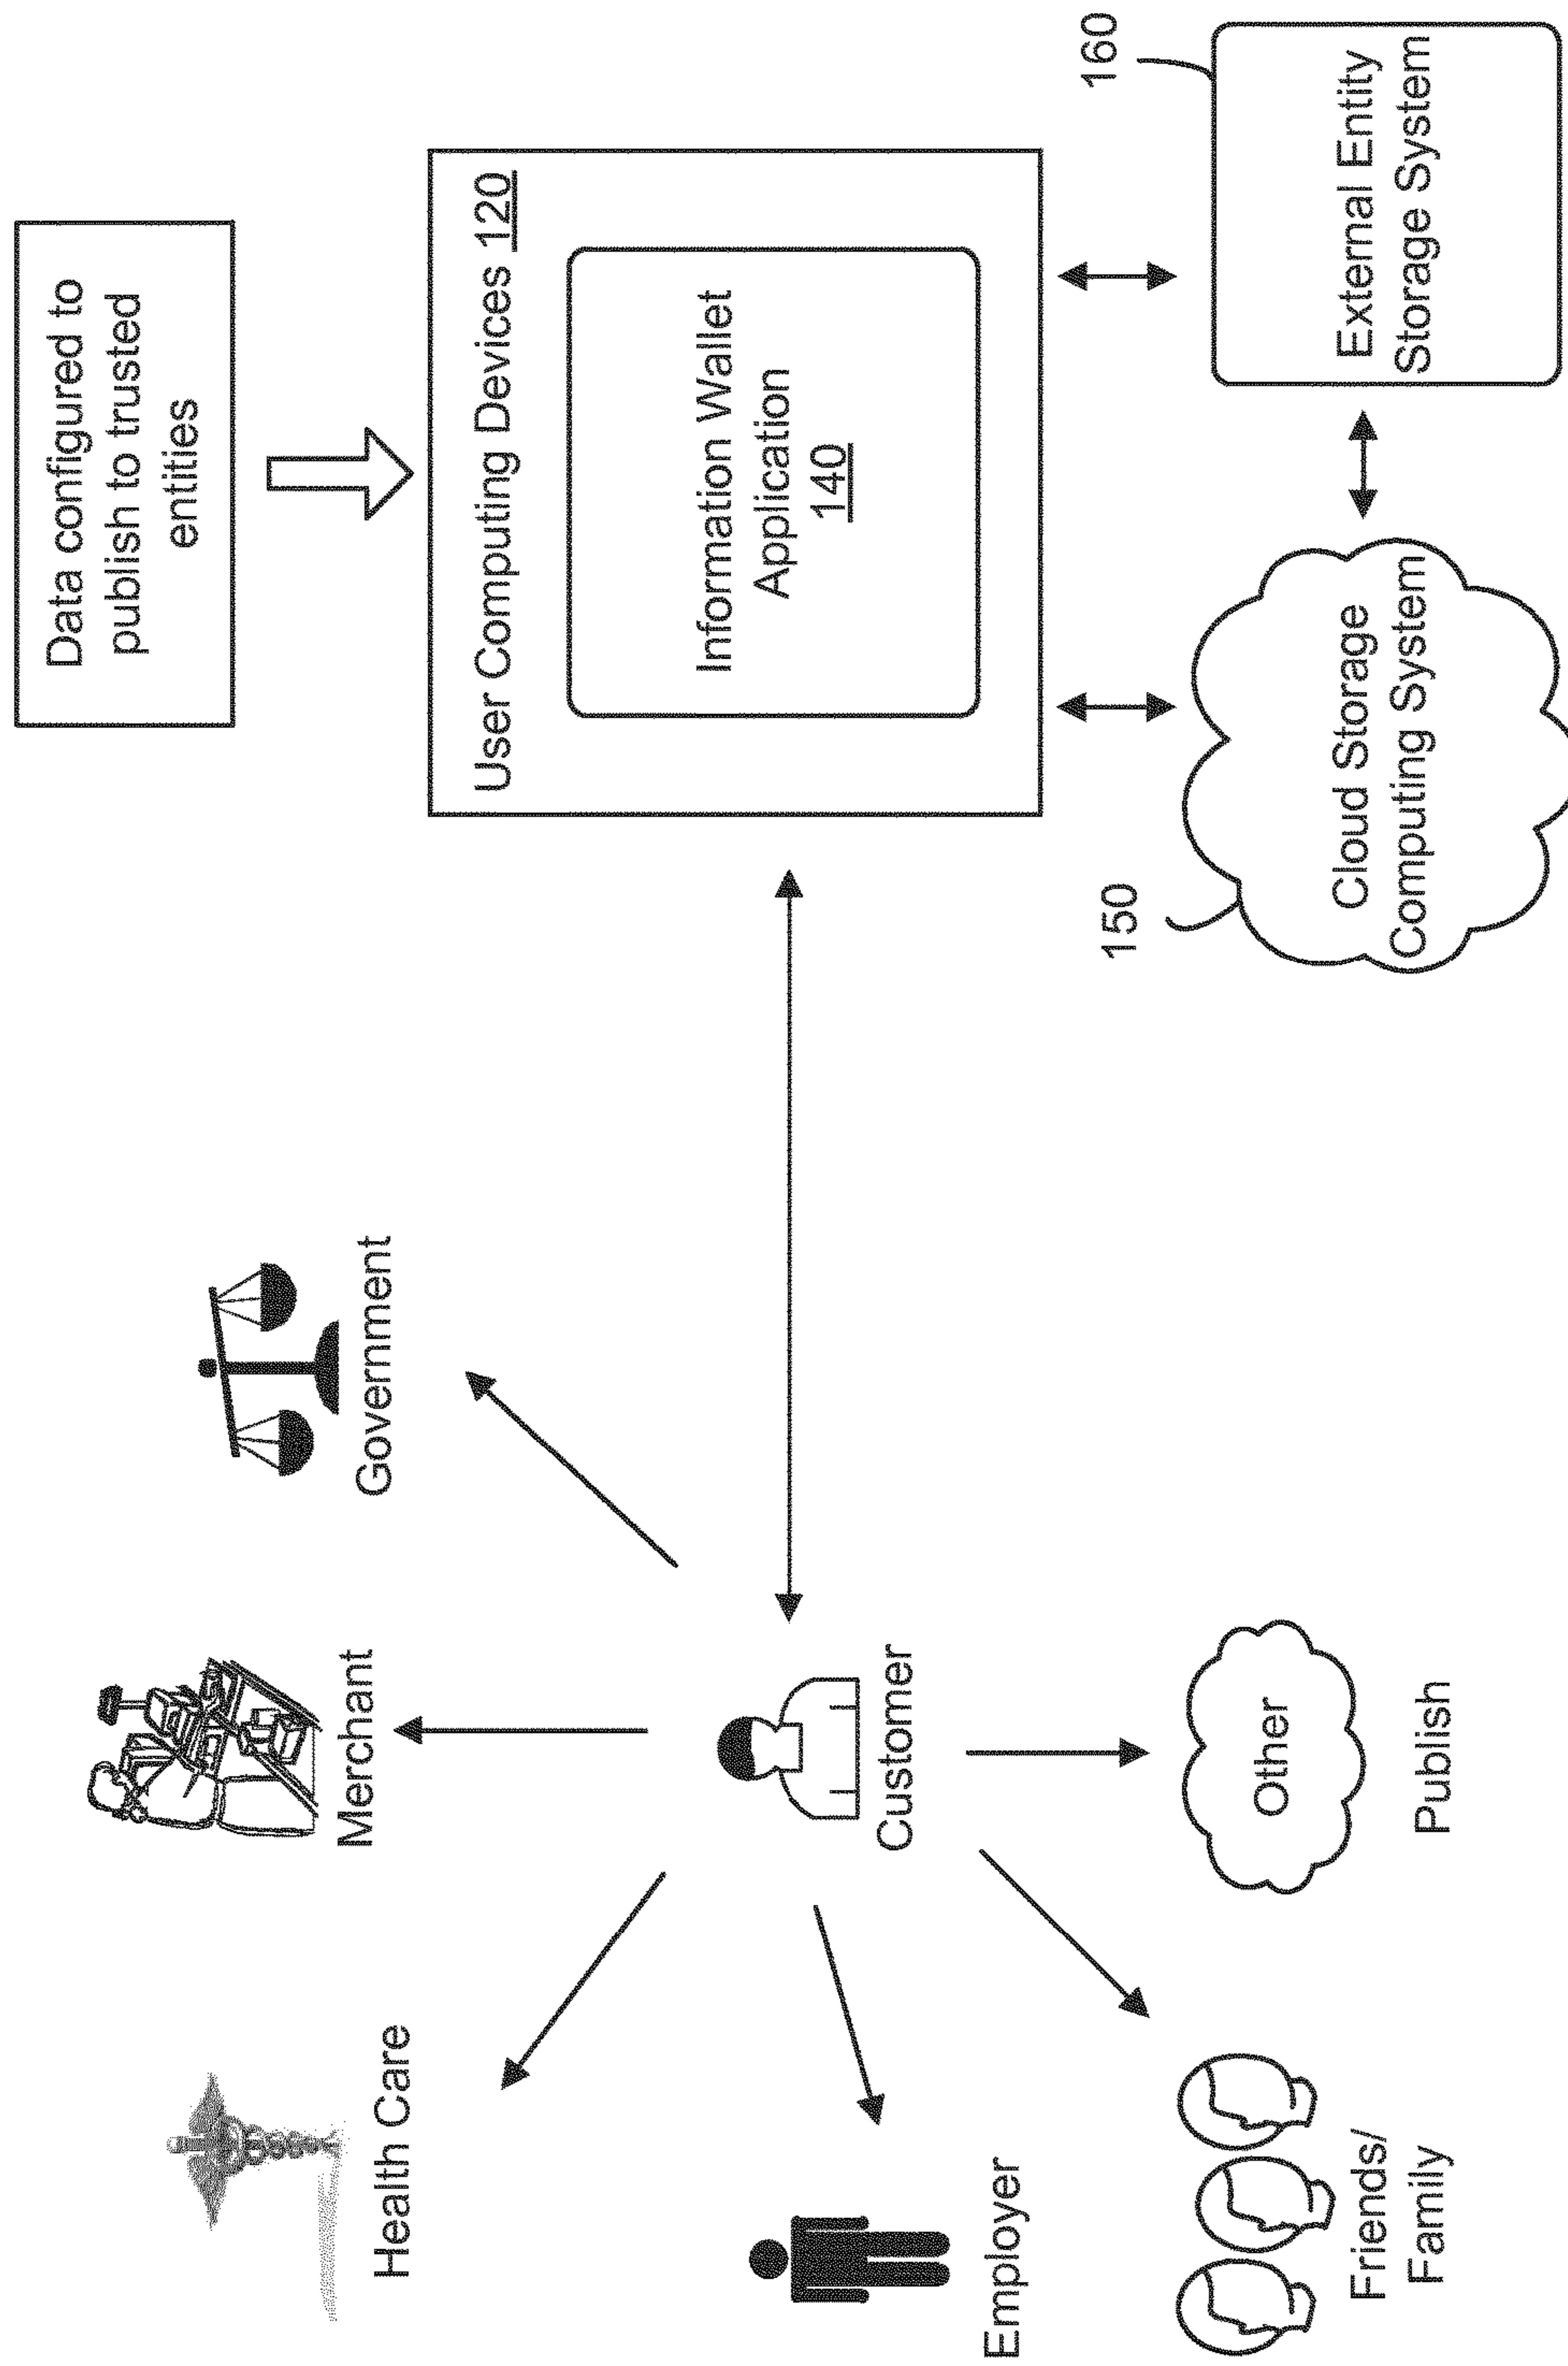 Health Care
Merchant
Government
Data configured to
publish to trusted
entities
Employer
Customer
User Computing Devices 120
Information Wallet
Application
140
Friends/
Family
Other
Publish
150
Cloud Storage
Computing System
160
External Entity
Storage System